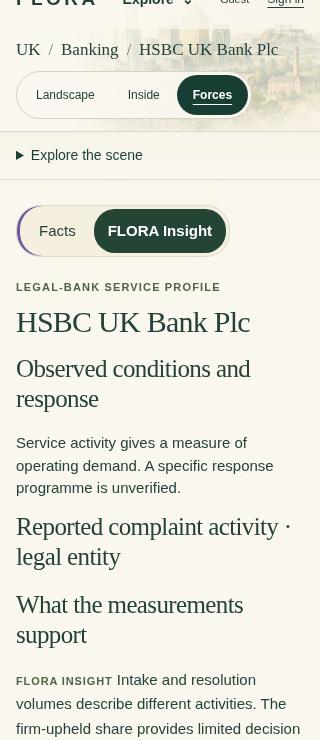 FLORA Explore Guest Sign in
UK / Banking / HSBC UK Bank Plc
Landscape Inside Forces
Explore the scene
Facts FLORA Insight
LEGAL-BANK SERVICE PROFILE
HSBC UK Bank Plc
Observed conditions and
response
Service activity gives a measure of
operating demand. A specific response
programme is unverified.
Reported complaint activity ·
legal entity
What the measurements
support
FLORA INSIGHT Intake and resolution
volumes describe different activities. The
firm-upheld share provides limited decision